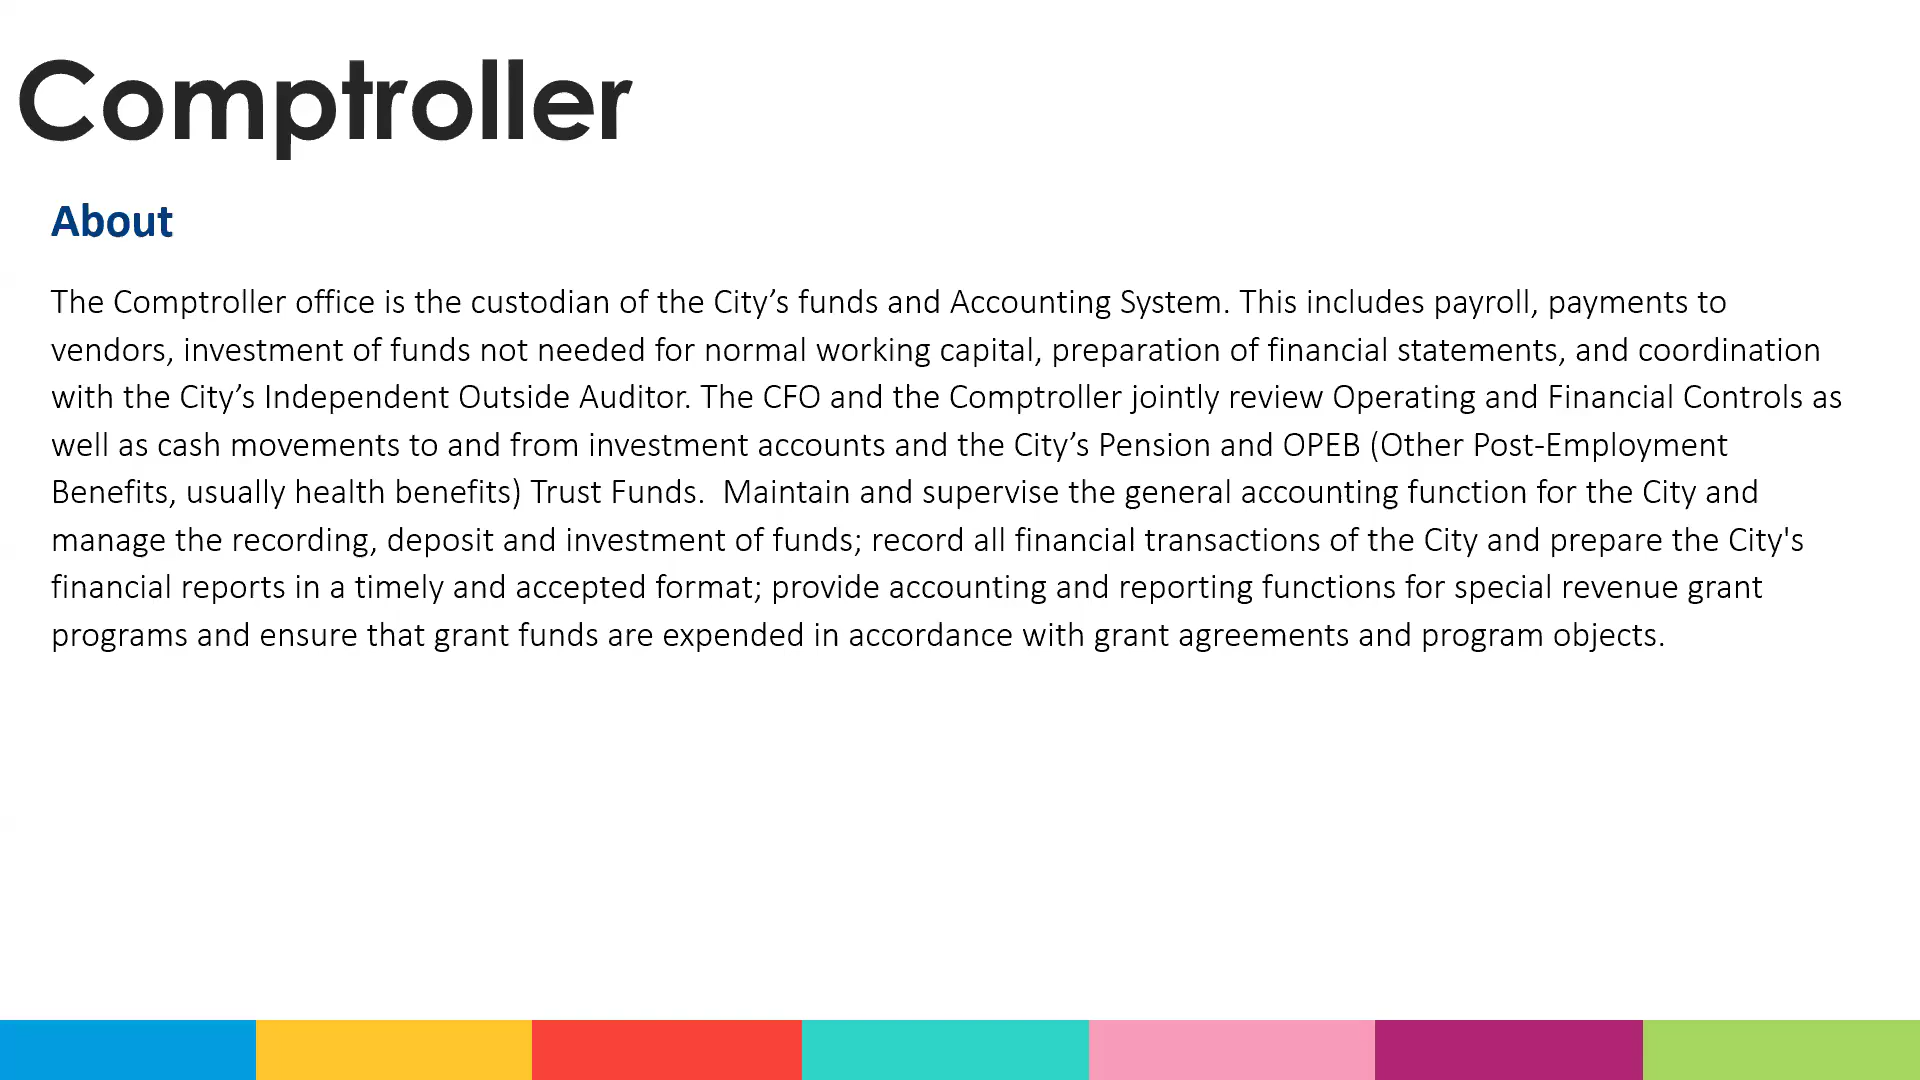 Comptroller
About
The Comptroller office is the custodian of the City’s funds and Accounting System. This includes payroll, payments to
vendors, investment of funds not needed for normal working capital, preparation of financial statements, and coordination
with the City’s Independent Outside Auditor. The CFO and the Comptroller jointly review Operating and Financial Controls as
well as cash movements to and from investment accounts and the City’s Pension and OPEB (Other Post-Employment
Benefits, usually health benefits) Trust Funds.  Maintain and supervise the general accounting function for the City and
manage the recording, deposit and investment of funds; record all financial transactions of the City and prepare the City's
financial reports in a timely and accepted format; provide accounting and reporting functions for special revenue grant
programs and ensure that grant funds are expended in accordance with grant agreements and program objects.